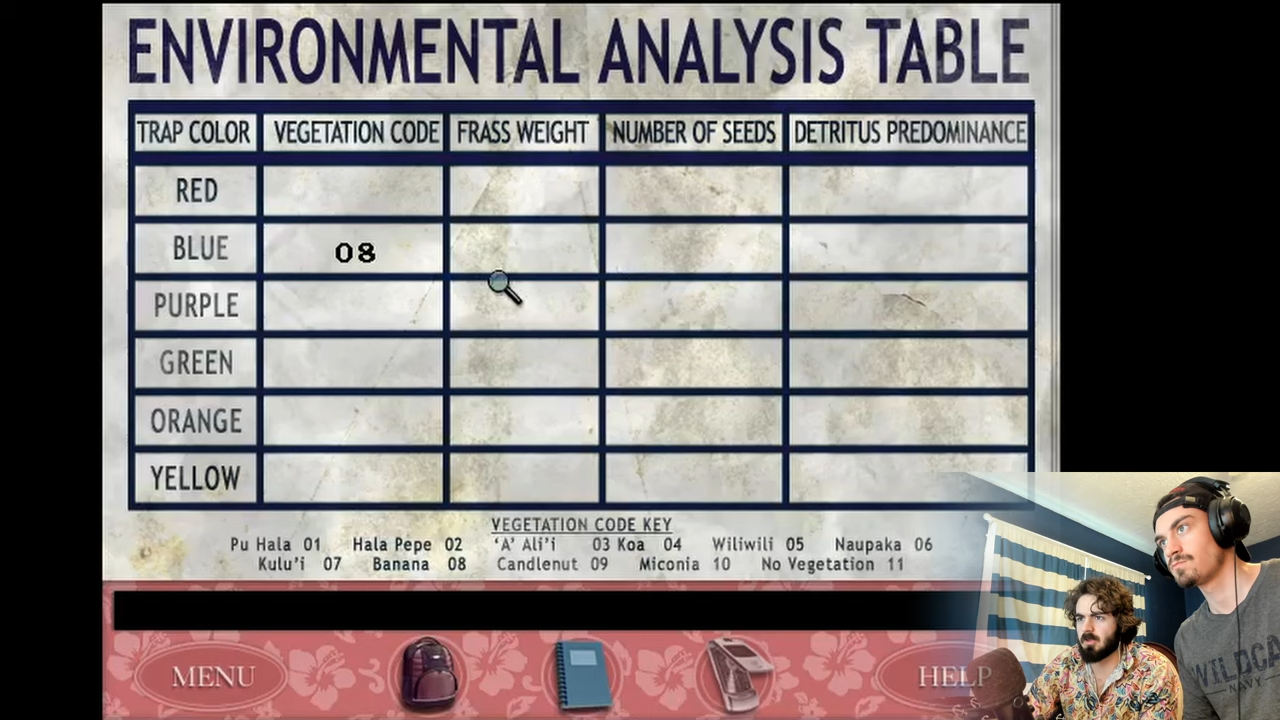 ENVIRONMENTAL ANALYSIS TABLE
TRAP COLOR VEGETATION CODE FRASS WEIGHT NUMBER OF SEEDS DETRITUS PREDOMINANCE
RED
BLUE 08
PURPLE
GREEN
ORANGE
YELLOW
VEGETATION CODE KEY
Pu Hala 01 Hala Pepe 02 'A' Ali'i 03 Koa 04 Wiliwili 05 Naupaka 06
Kulu'i 07 Banana 08 Candlenut 09 Miconia 10 No Vegetation 11
MENU HELP
WILDCA
NAVY